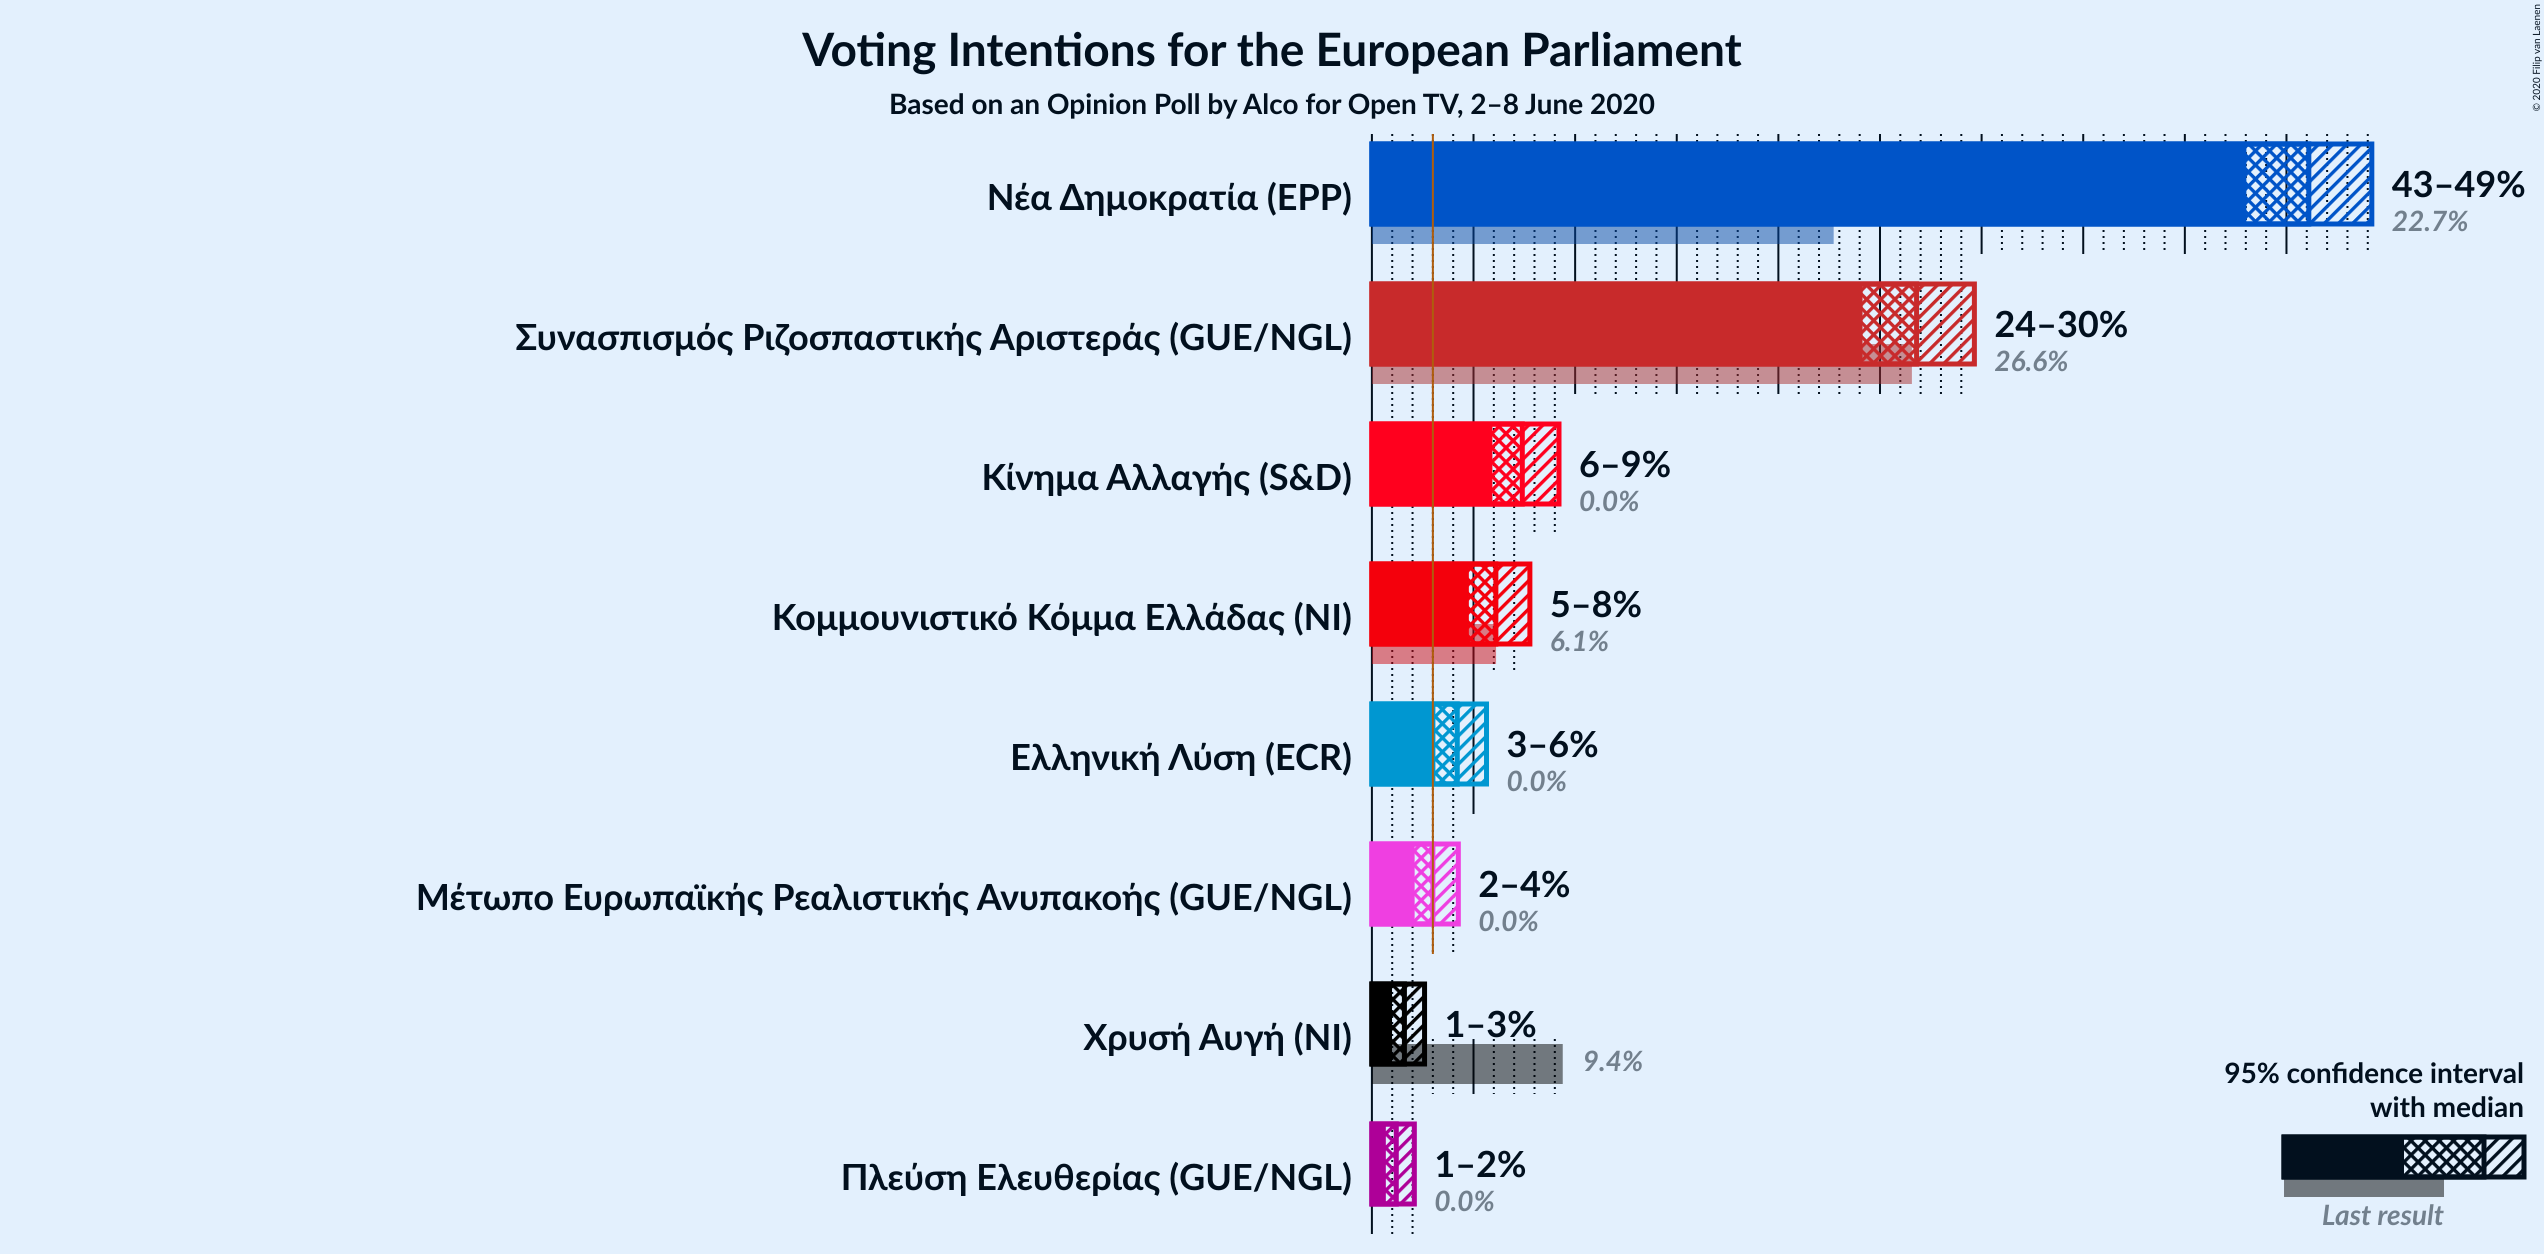 © 2020 Filip van Laenen
Voting Intentions for the European Parliament
Based on an Opinion Poll by Alco for Open TV, 2–8 June 2020
Νέα Δημοκρατία (EPP)
43–49%
22.7%
Συνασπισμός Ριζοσπαστικής Αριστεράς (GUE/NGL)
24–30%
26.6%
Κίνημα Αλλαγής (S&D)
6–9%
0.0%
Κομμουνιστικό Κόμμα Ελλάδας (NI)
5–8%
6.1%
Ελληνική Λύση (ECR)
3–6%
0.0%
Μέτωπο Ευρωπαϊκής Ρεαλιστικής Ανυπακοής (GUE/NGL)
2–4%
0.0%
Χρυσή Αυγή (NI)
1–3%
9.4%
Πλεύση Ελευθερίας (GUE/NGL)
1–2%
0.0%
95% confidence interval
with median
Last result